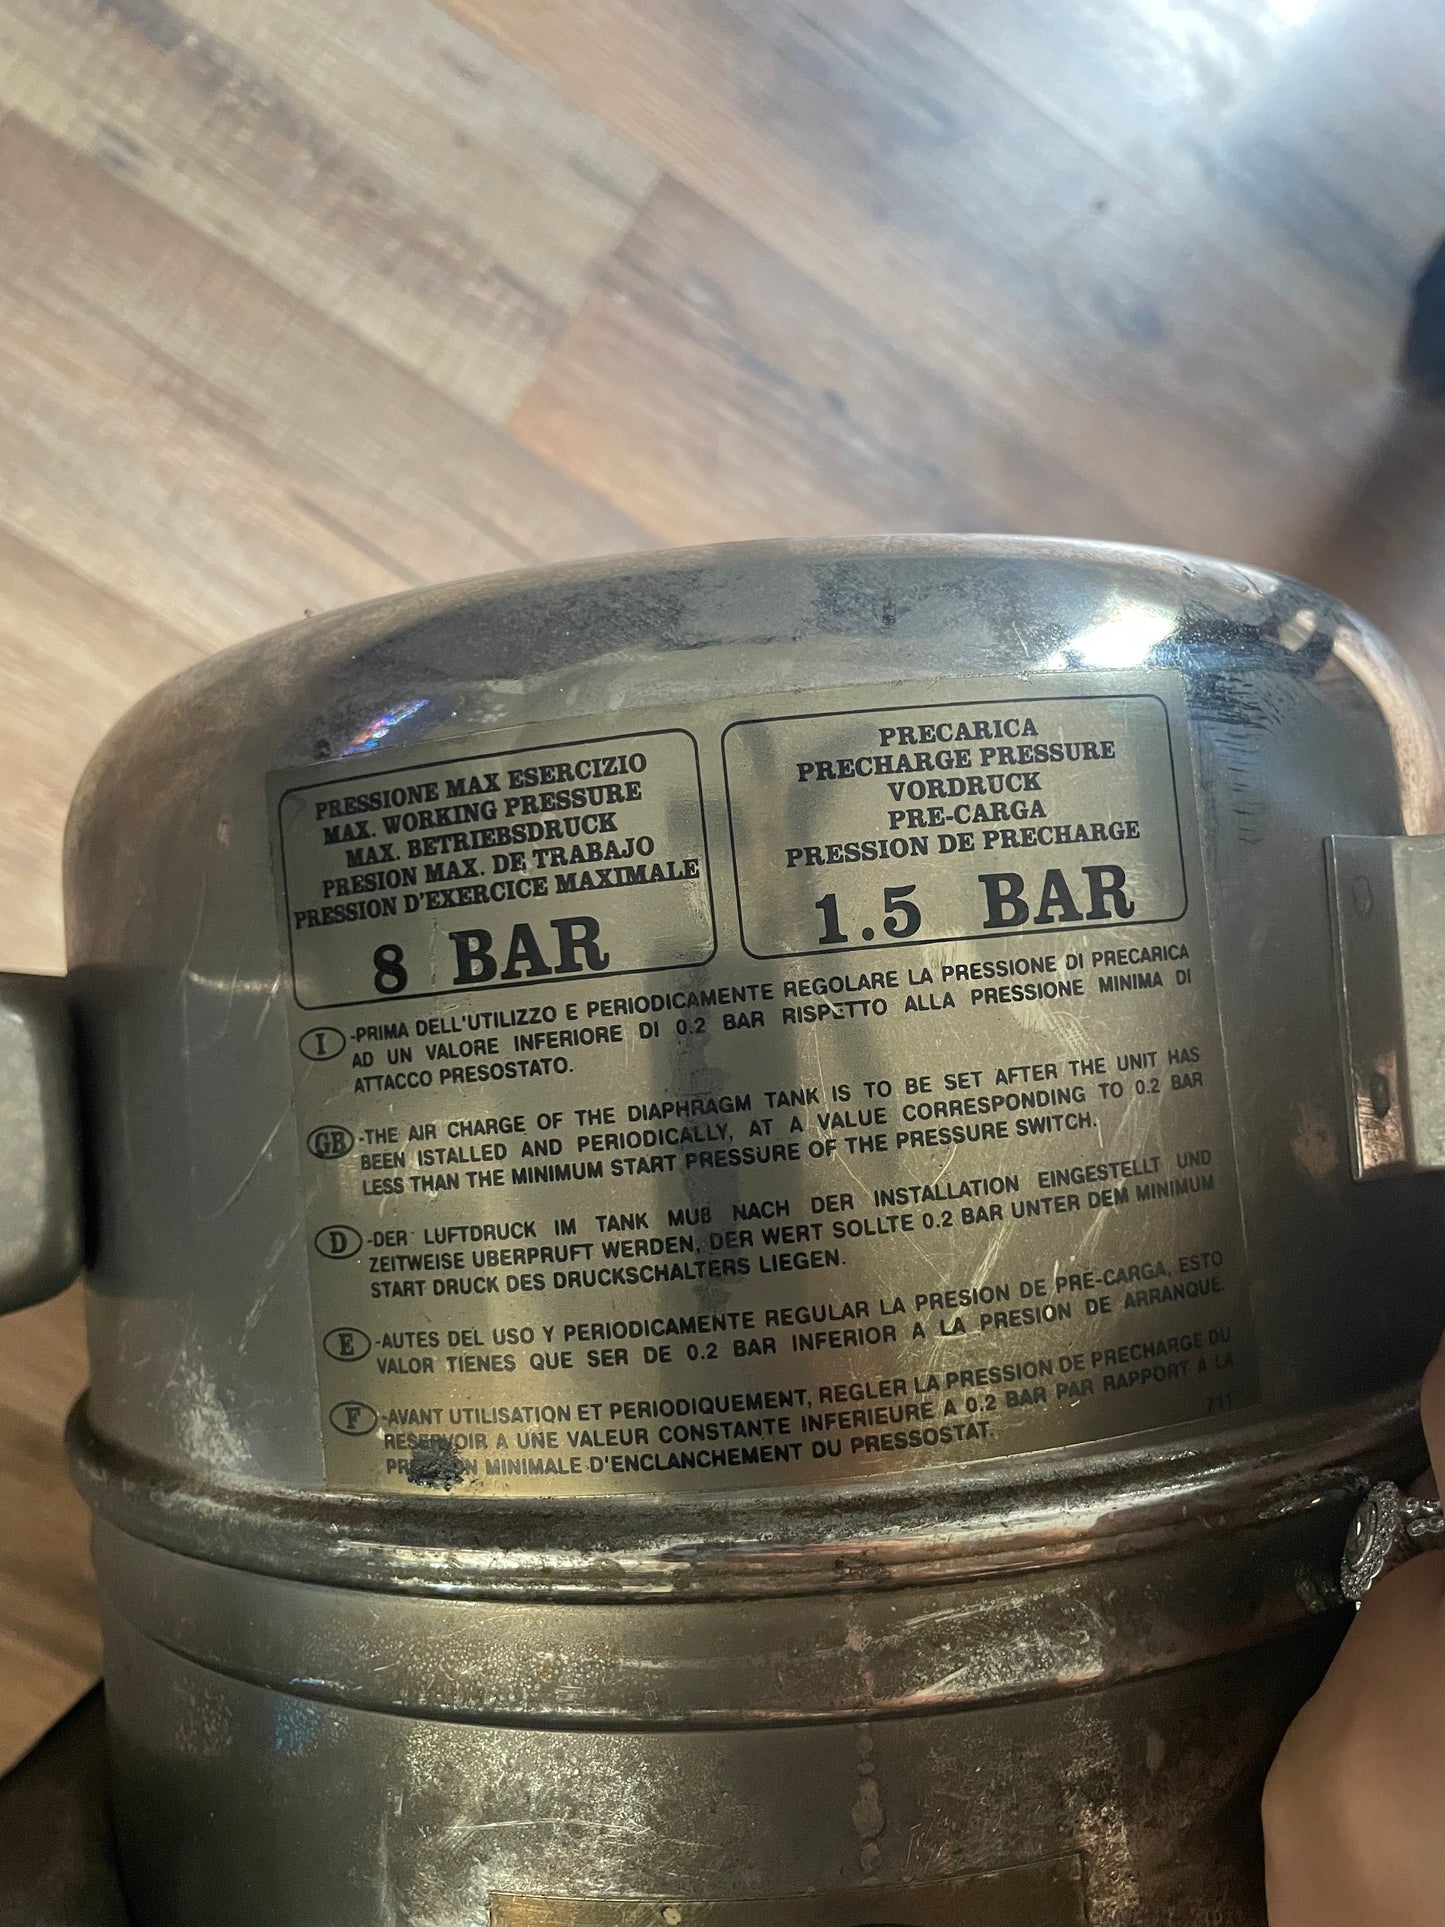 PRESSIONE MAX ESERCIZIO
MAX. WORKING PRESSURE
MAX. BETRIEBSDRUCK
PRESION MAX. DE TRABAJO
PRESSION D'EXERCICE MAXIMALE
8 BAR
PRECARICA
PRECHARGE PRESSURE
VORDRUCK
PRE-CARGA
PRESSION DE PRECHARGE
1.5 BAR
I -PRIMA DELL'UTILIZZO E PERIODICAMENTE REGOLARE LA PRESSIONE DI PRECARICA
AD UN VALORE INFERIORE DI 0.2 BAR RISPETTO ALLA PRESSIONE MINIMA DI
ATTACCO PRESOSTATO.
GB -THE AIR CHARGE OF THE DIAPHRAGM TANK IS TO BE SET AFTER THE UNIT HAS
BEEN ISTALLED AND PERIODICALLY, AT A VALUE CORRESPONDING TO 0.2 BAR
LESS THAN THE MINIMUM START PRESSURE OF THE PRESSURE SWITCH.
D -DER LUFTDRUCK IM TANK MUß NACH DER INSTALLATION EINGESTELLT UND
ZEITWEISE UBERPRUFT WERDEN, DER WERT SOLLTE 0.2 BAR UNTER DEM MINIMUM
START DRUCK DES DRUCKSCHALTERS LIEGEN.
E -AUTES DEL USO Y PERIODICAMENTE REGULAR LA PRESION DE PRE-CARGA, ESTO
VALOR TIENES QUE SER DE 0.2 BAR INFERIOR A LA PRESION DE ARRANQUE.
F -AVANT UTILISATION ET PERIODIQUEMENT, REGLER LA PRESSION DE PRECHARGE DU
RESERVOIR A UNE VALEUR CONSTANTE INFERIEURE A 0.2 BAR PAR RAPPORT A LA
PRESSION MINIMALE D'ENCLANCHEMENT DU PRESSOSTAT.
711